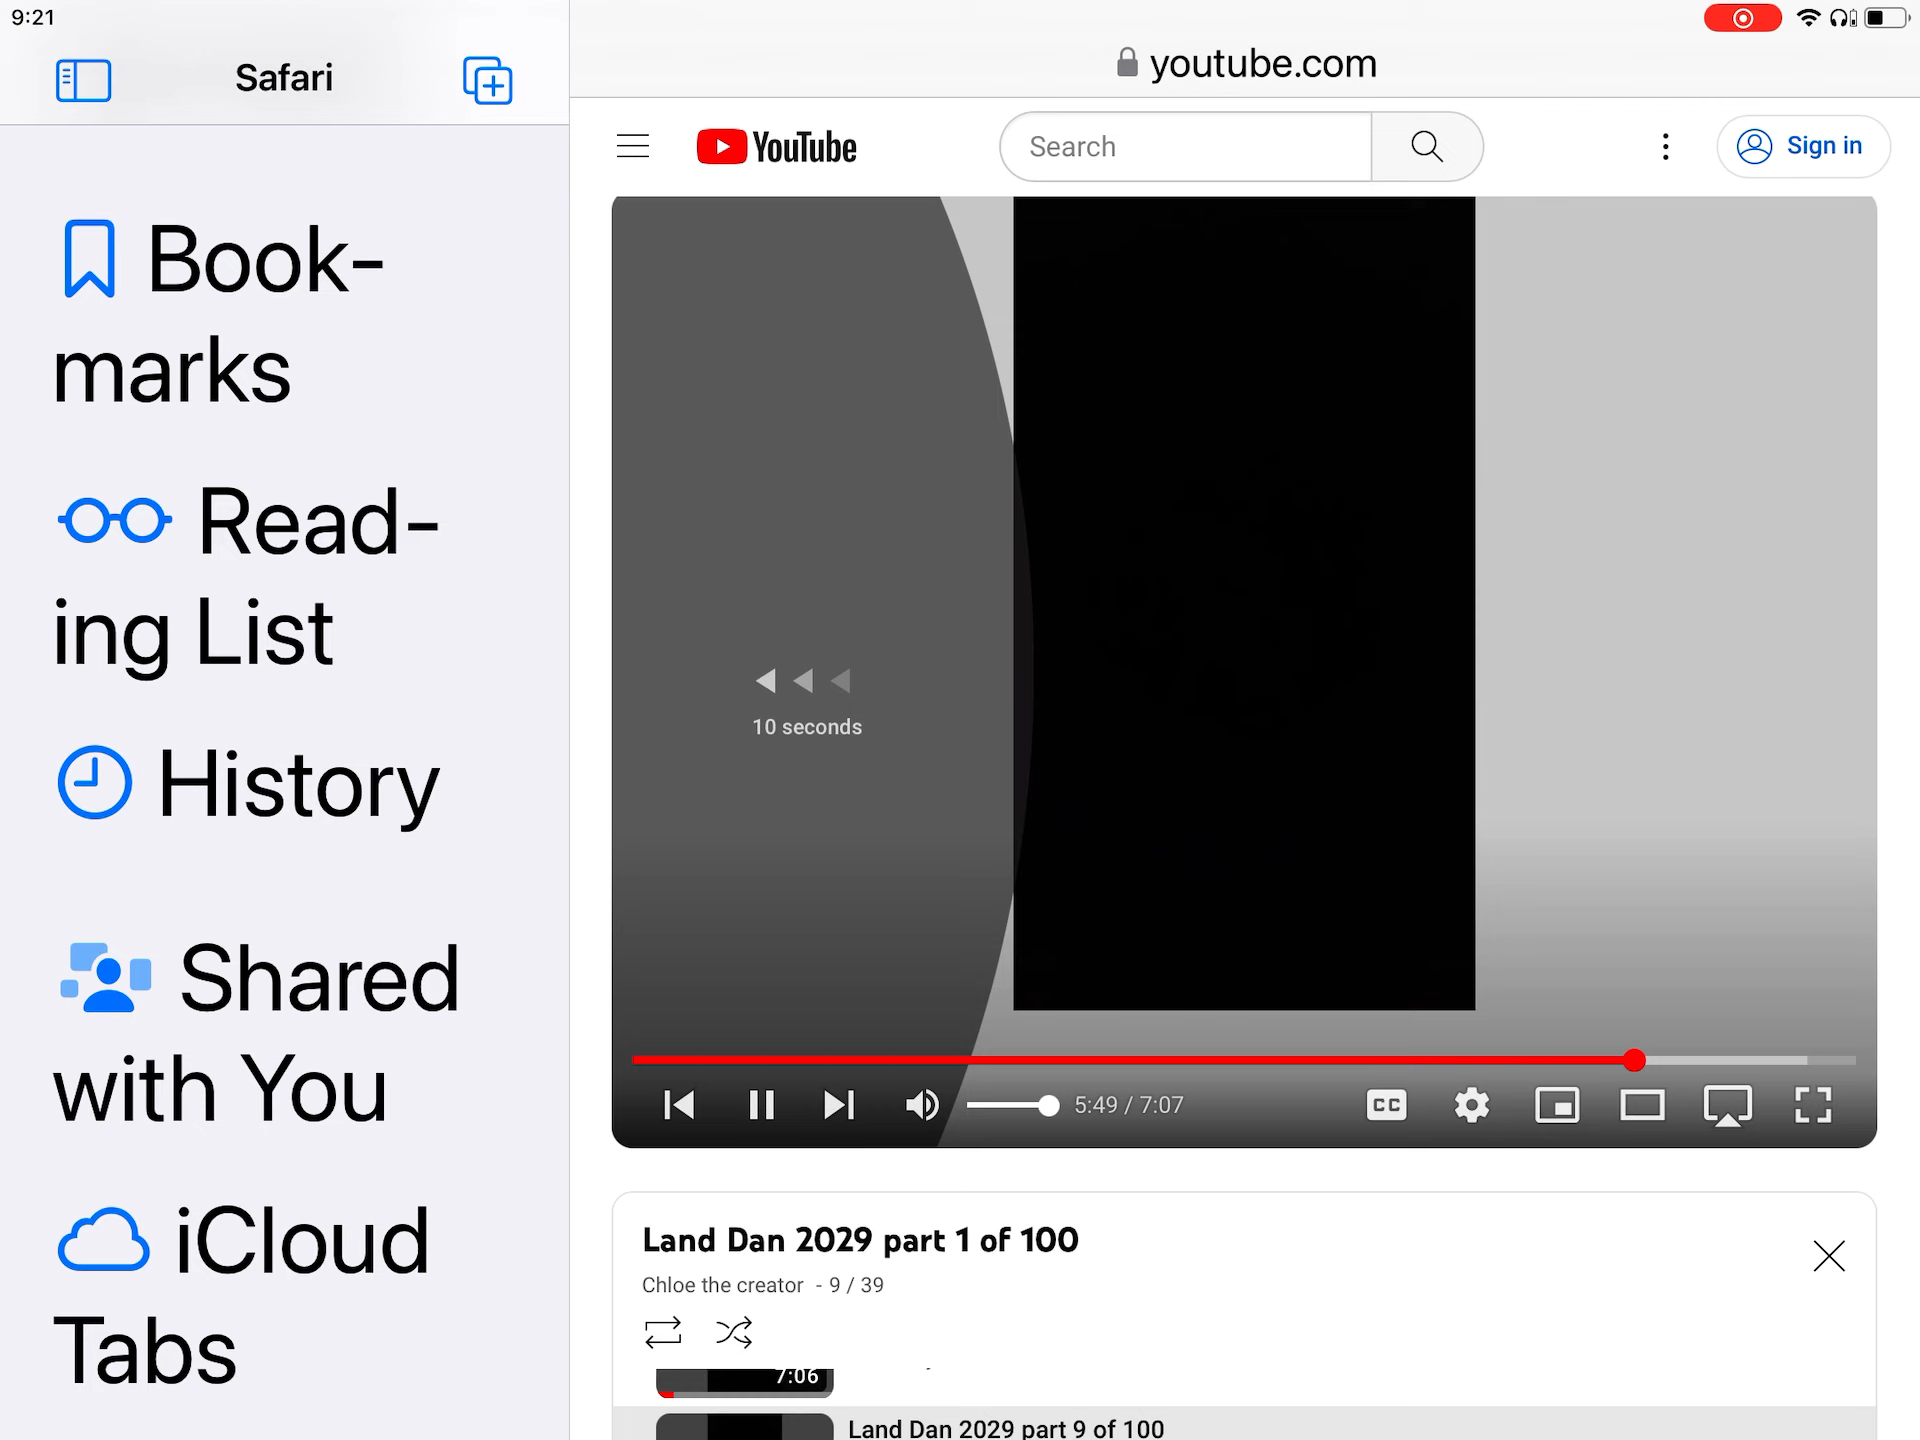 9:21
Safari
youtube.com
YouTube
Search
Sign in
Book-
marks
Read-
ing List
History
Shared
with You
iCloud
Tabs
10 seconds
5:49 / 7:07
CC
Land Dan 2029 part 1 of 100
Chloe the creator - 9 / 39
7:06
Land Dan 2029 part 9 of 100